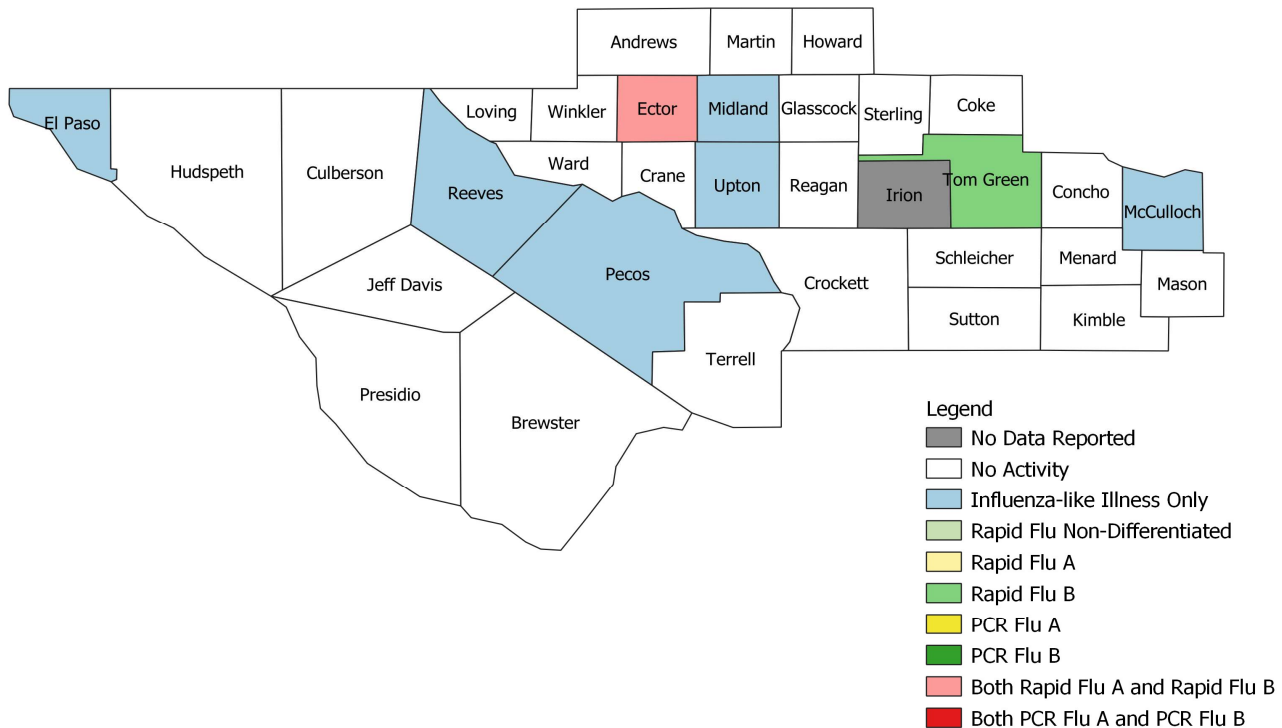 Andrews
Martin
Howard
El Paso
Hudspeth
Culberson
Loving
Winkler
Ector
Midland
Glasscock
Sterling
Coke
Reeves
Ward
Crane
Upton
Reagan
Irion
Tom Green
Concho
McCulloch
Jeff Davis
Pecos
Crockett
Schleicher
Menard
Mason
Sutton
Kimble
Terrell
Presidio
Brewster
Legend
No Data Reported
No Activity
Influenza-like Illness Only
Rapid Flu Non-Differentiated
Rapid Flu A
Rapid Flu B
PCR Flu A
PCR Flu B
Both Rapid Flu A and Rapid Flu B
Both PCR Flu A and PCR Flu B